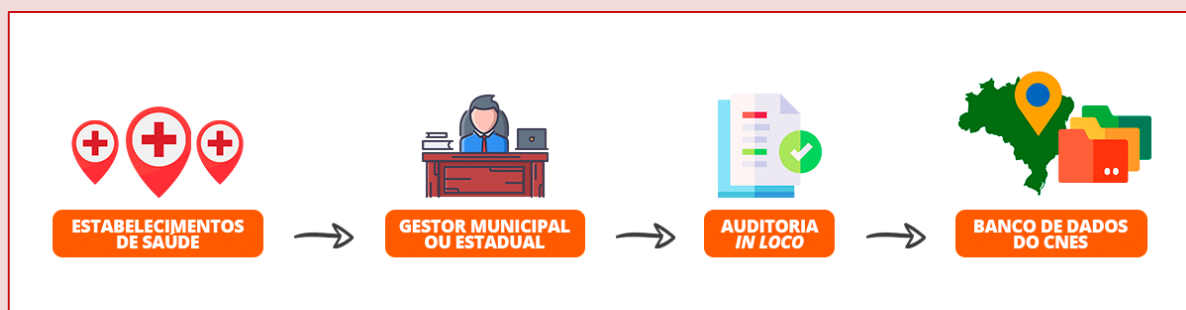 ESTABELECIMENTOS
DE SAÚDE
GESTOR MUNICIPAL
OU ESTADUAL
AUDITORIA
IN LOCO
BANCO DE DADOS
DO CNES